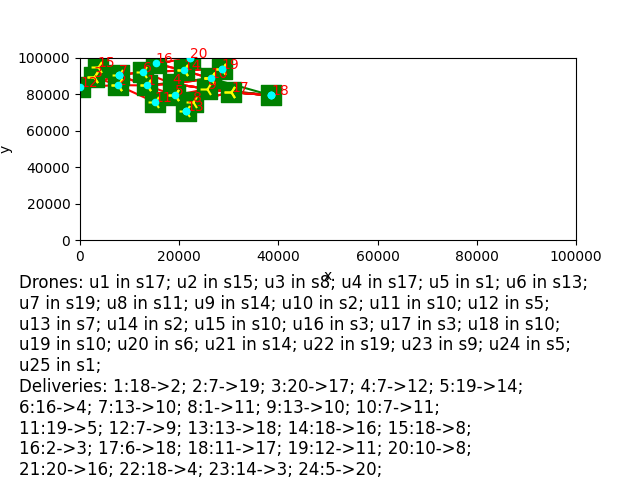 20
16
100000
80000
60000
40000
20000
0
y
0 20000 40000 60000 80000 100000
x
Drones: u1 in s17; u2 in s15; u3 in s8; u4 in s17; u5 in s1; u6 in s13;
u7 in s19; u8 in s11; u9 in s14; u10 in s2; u11 in s10; u12 in s5;
u13 in s7; u14 in s2; u15 in s10; u16 in s3; u17 in s3; u18 in s10;
u19 in s10; u20 in s6; u21 in s14; u22 in s19; u23 in s9; u24 in s5;
u25 in s1;
Deliveries: 1:18->2; 2:7->19; 3:20->17; 4:7->12; 5:19->14;
6:16->4; 7:13->10; 8:1->11; 9:13->10; 10:7->11;
11:19->5; 12:7->9; 13:13->18; 14:18->16; 15:18->8;
16:2->3; 17:6->18; 18:11->17; 19:12->11; 20:10->8;
21:20->16; 22:18->4; 23:14->3; 24:5->20;